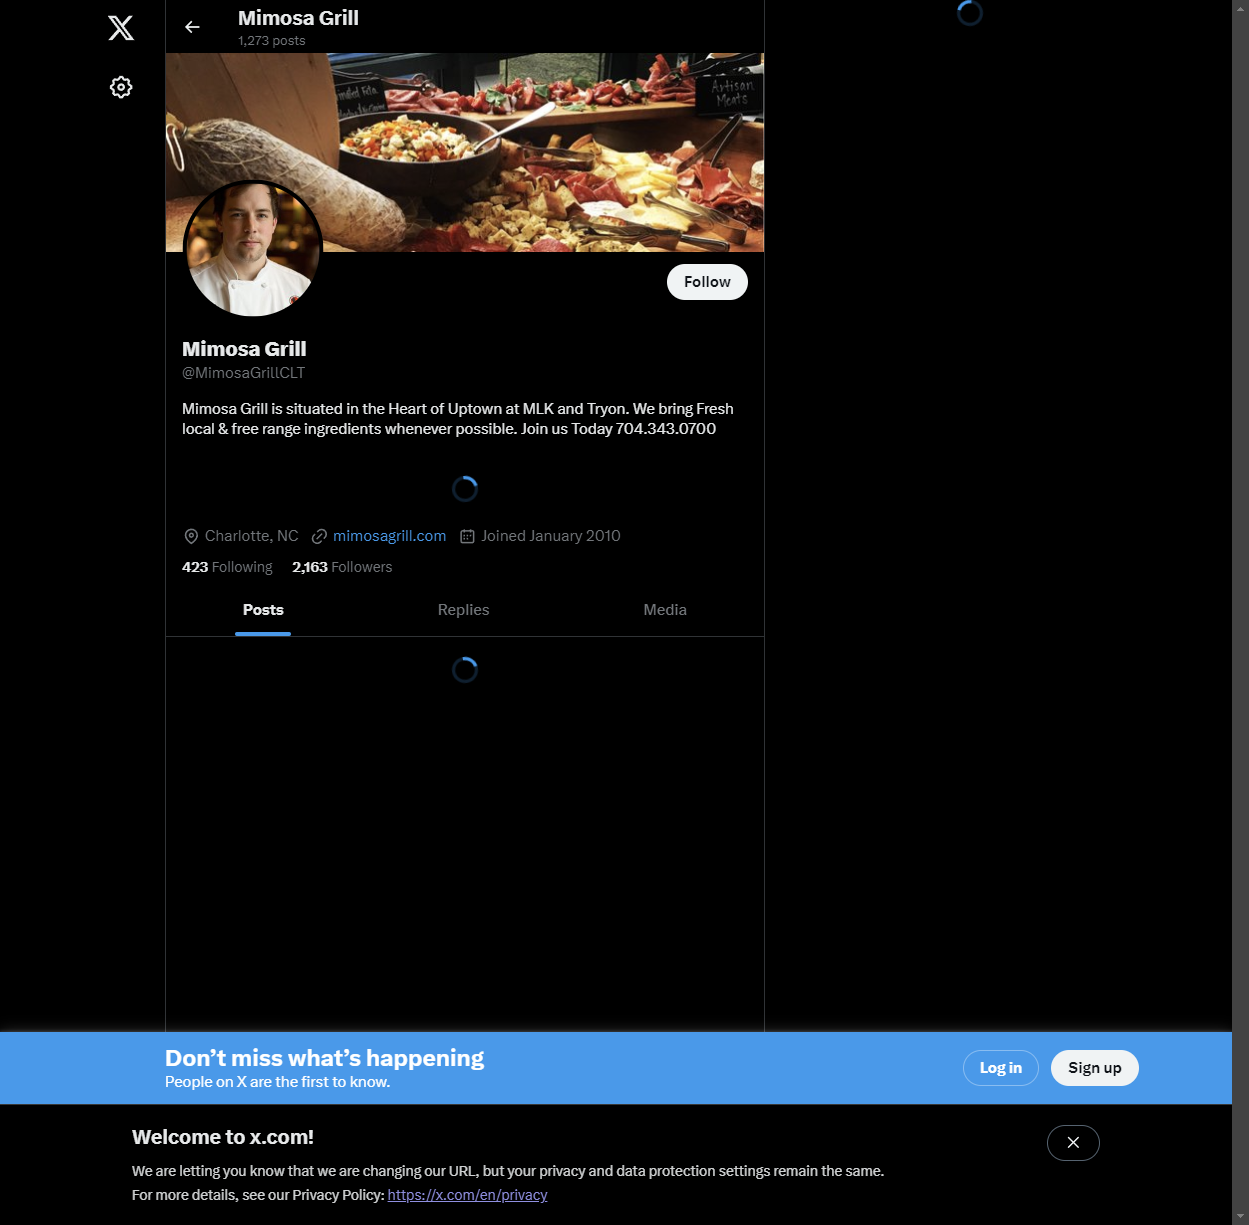 Mimosa Grill
1,273 posts
Artisan
Meats
Follow
Mimosa Grill
@MimosaGrillCLT
Mimosa Grill is situated in the Heart of Uptown at MLK and Tryon. We bring Fresh
local & free range ingredients whenever possible. Join us Today 704.343.0700
Charlotte, NC mimosagrill.com Joined January 2010
423 Following 2,163 Followers
Posts Replies Media
Don’t miss what’s happening
People on X are the first to know.
Log in Sign up
Welcome to x.com!
We are letting you know that we are changing our URL, but your privacy and data protection settings remain the same.
For more details, see our Privacy Policy: https://x.com/en/privacy